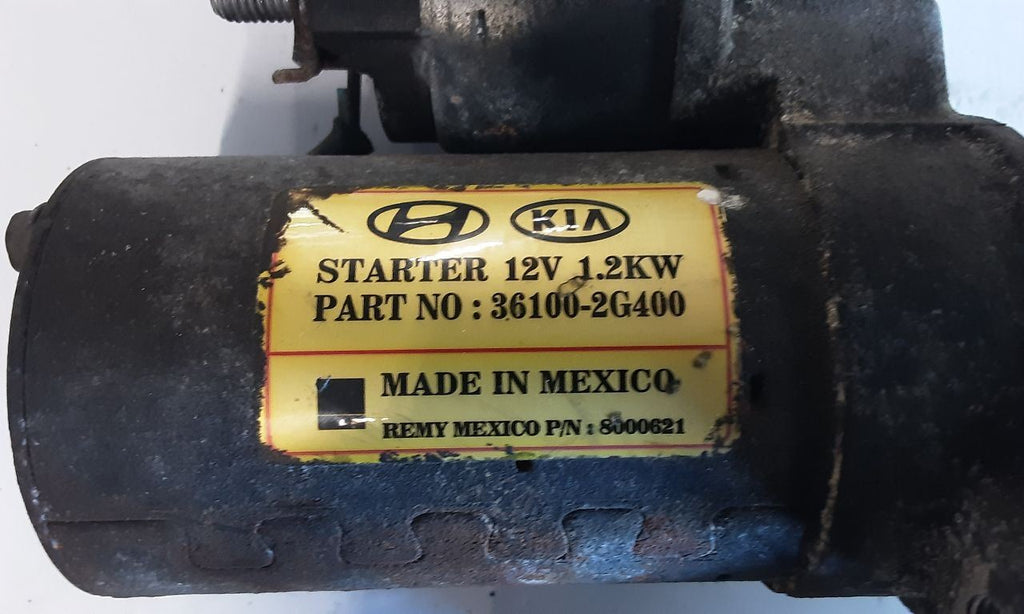 KIA
STARTER 12V 1.2KW
PART NO : 36100-2G400
MADE IN MEXICO
REMY MEXICO P/N : 8000621